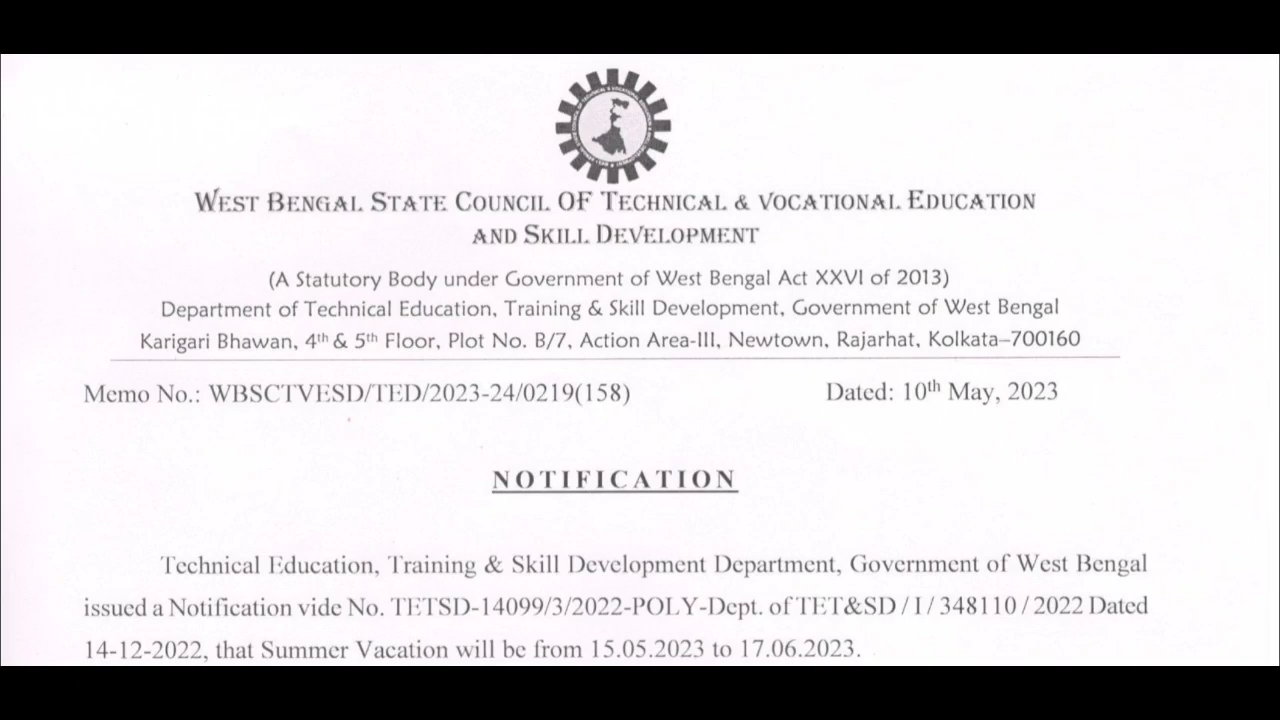 WEST BENGAL STATE COUNCIL OF TECHNICAL & VOCATIONAL EDUCATION
AND SKILL DEVELOPMENT
(A Statutory Body under Government of West Bengal Act XXVI of 2013)
Department of Technical Education, Training & Skill Development, Government of West Bengal
Karigari Bhawan, 4th & 5th Floor, Plot No. B/7, Action Area-III, Newtown, Rajarhat, Kolkata–700160
Memo No.: WBSCTVESD/TED/2023-24/0219(158) Dated: 10th May, 2023
NOTIFICATION
Technical Education, Training & Skill Development Department, Government of West Bengal
issued a Notification vide No. TETSD-14099/3/2022-POLY-Dept. of TET&SD / I / 348110 / 2022 Dated
14-12-2022, that Summer Vacation will be from 15.05.2023 to 17.06.2023.